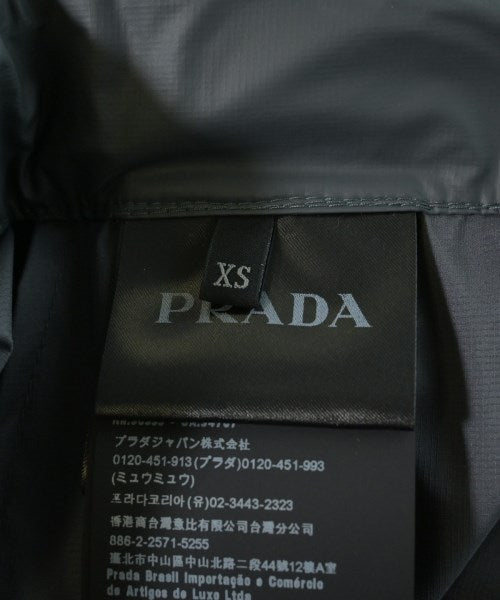 XS
PRADA
プラダジャパン株式会社
0120-451-913(プラダ)0120-451-993
(ミュウミュウ)
프라다코리아(유)02-3443-2323
香港商台灣意比有限公司台灣分公司
886-2-2571-5255
臺北市中山區中山北路二段44號12樓A室
Prada Brasil Importação e Comércio
de Artigos de Luxo Ltda